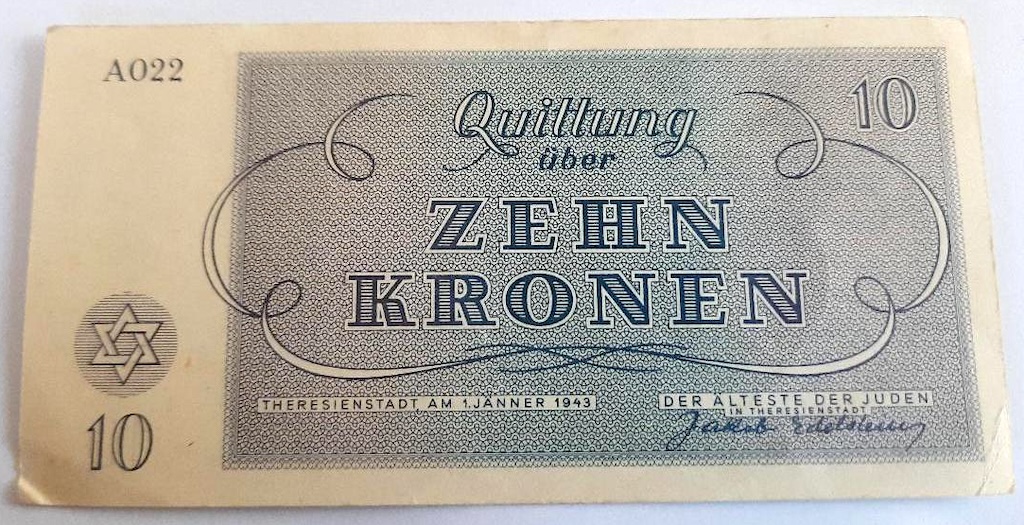 A022
10
Quittung
über
ZEHN
KRONEN
THERESIENSTADT AM 1.JÄNNER 1943
DER ÄLTESTE DER JUDEN
IN THERESIENSTADT
Jakob Edelstein
10